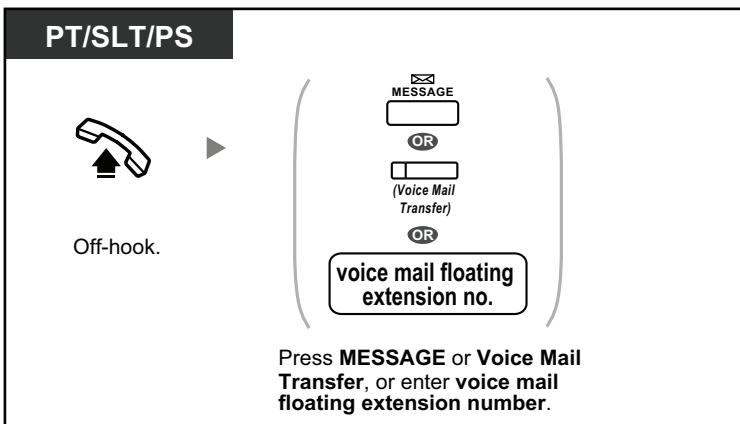 PT/SLT/PS
MESSAGE
OR
(Voice Mail
Transfer)
OR
voice mail floating
extension no.
Off-hook.
Press MESSAGE or Voice Mail
Transfer, or enter voice mail
floating extension number.